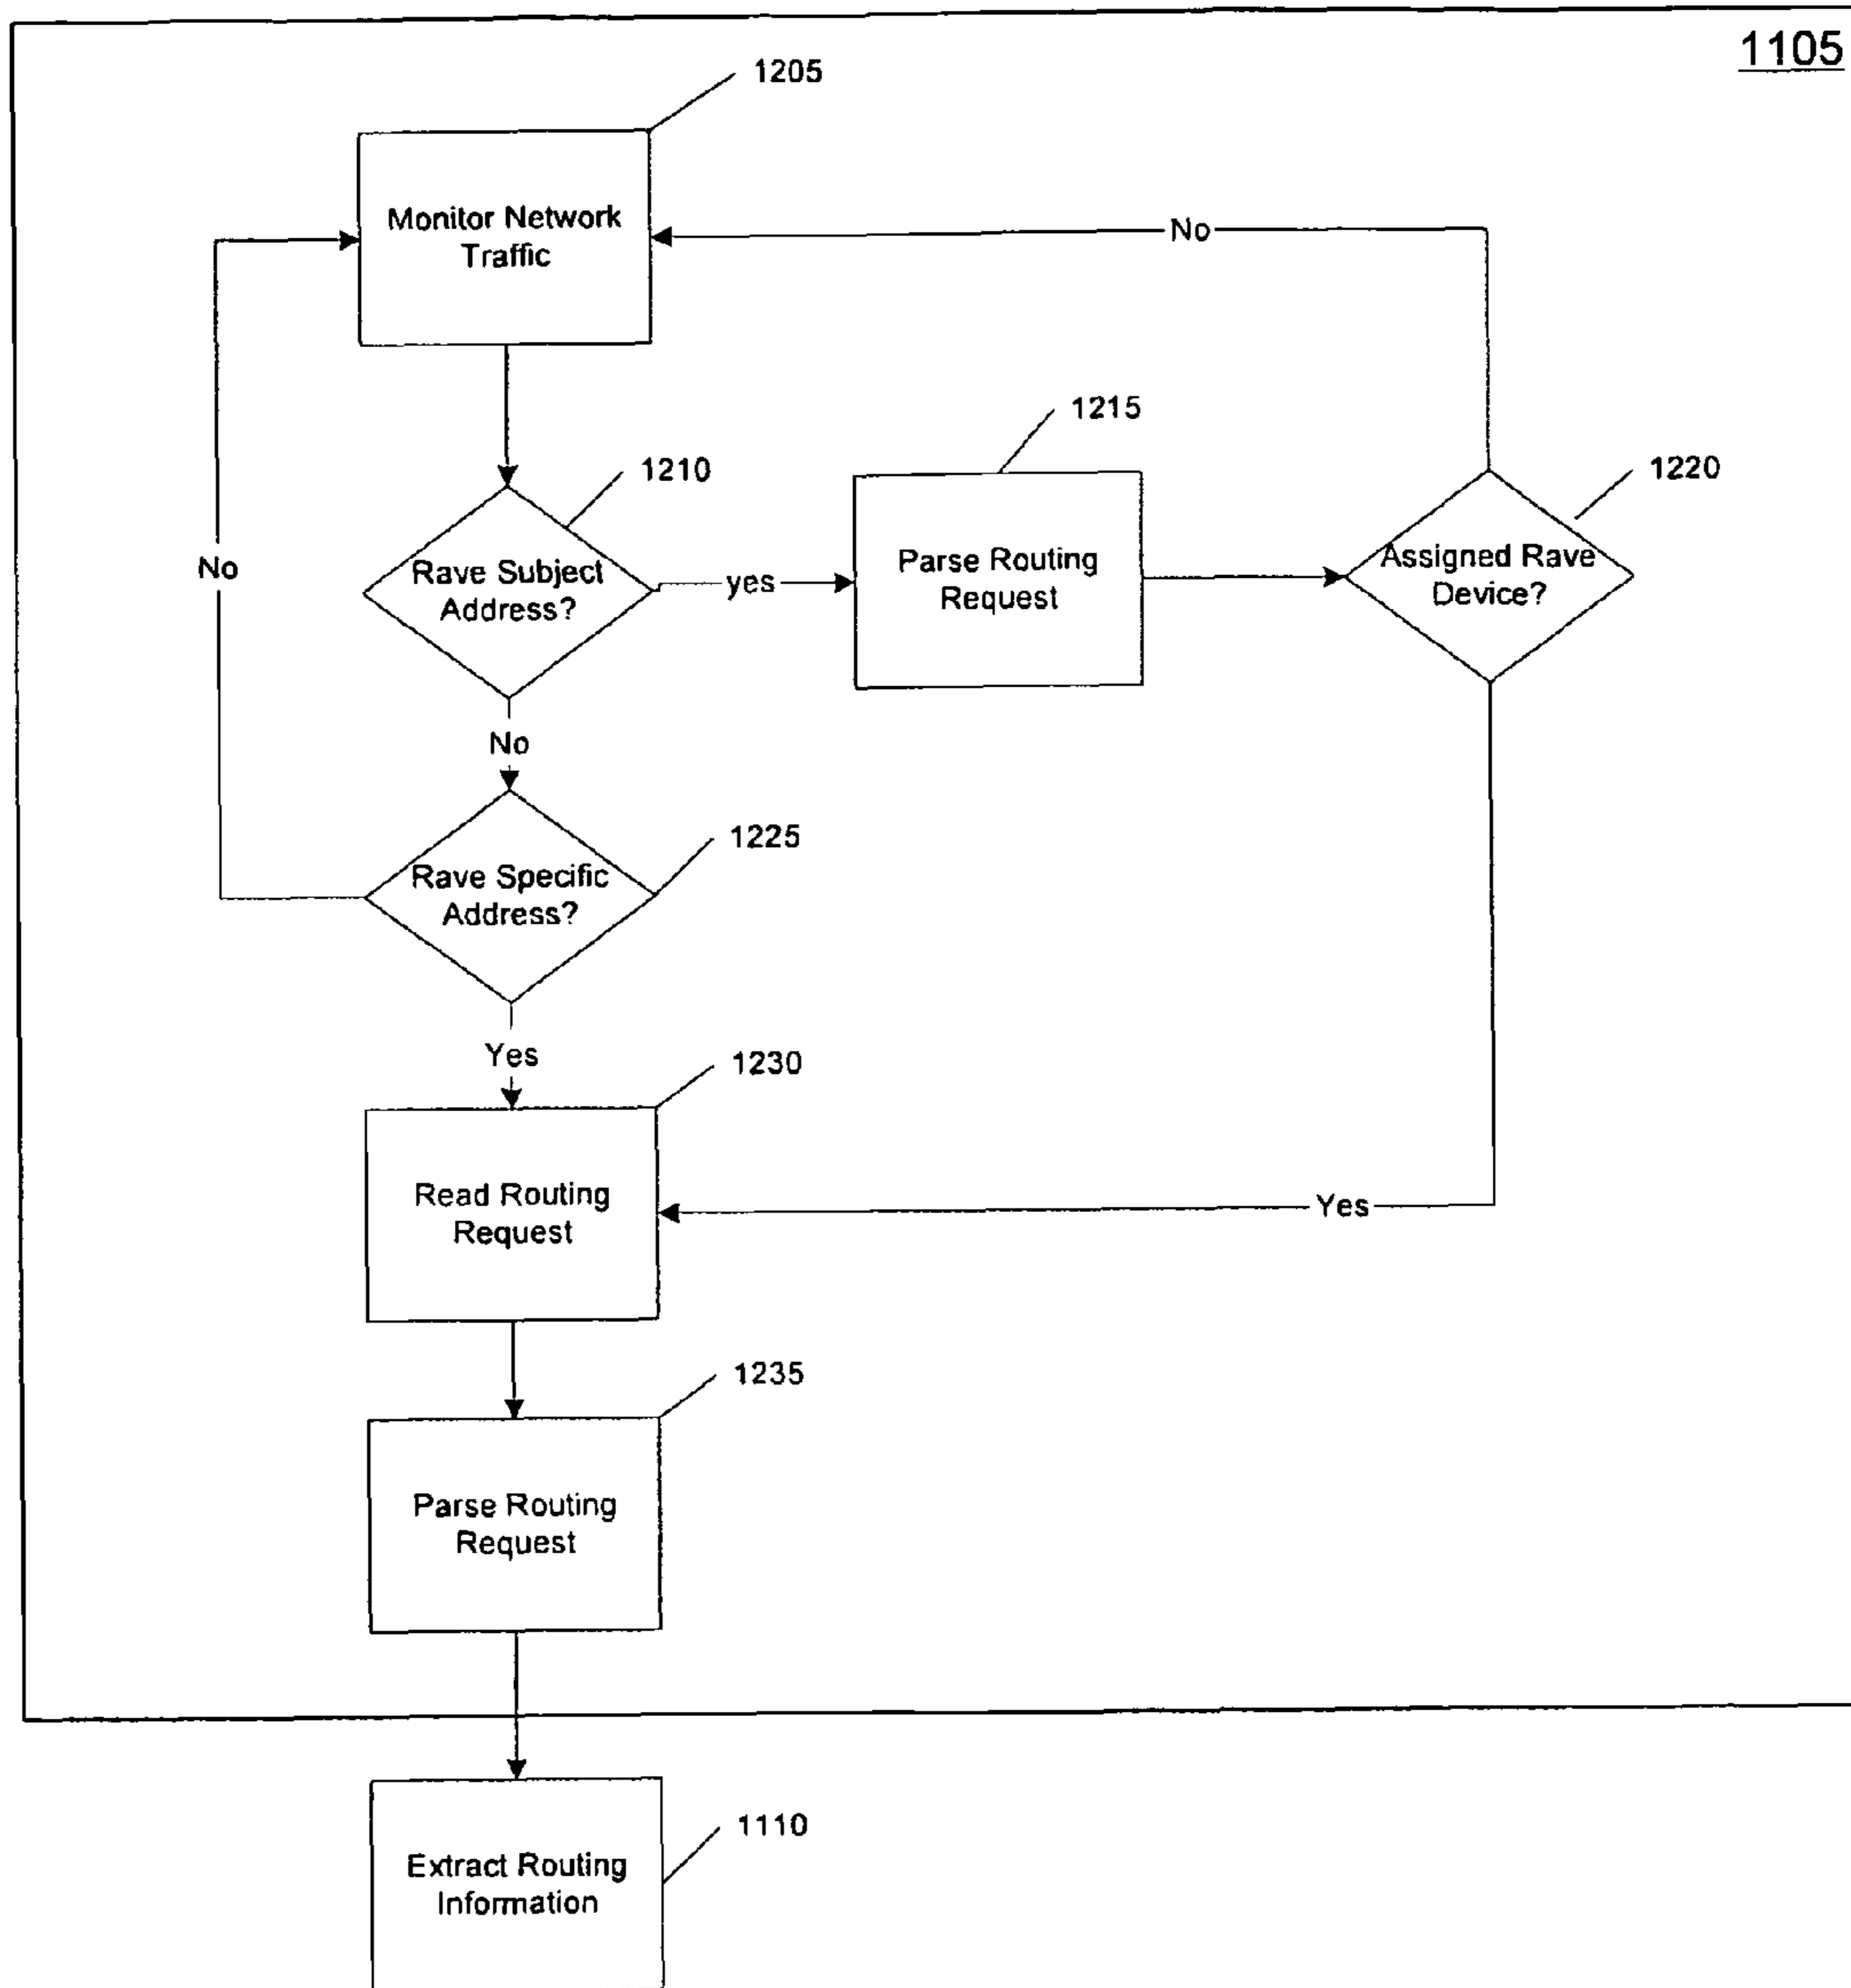 1105
1205
Monitor Network
Traffic
No
1215
1210
1220
Rave Subject
Address?
yes
Parse Routing
Request
Assigned Rave
Device?
No
No
1225
Rave Specific
Address?
Yes
1230
Read Routing
Request
Yes
1235
Parse Routing
Request
1110
Extract Routing
Information